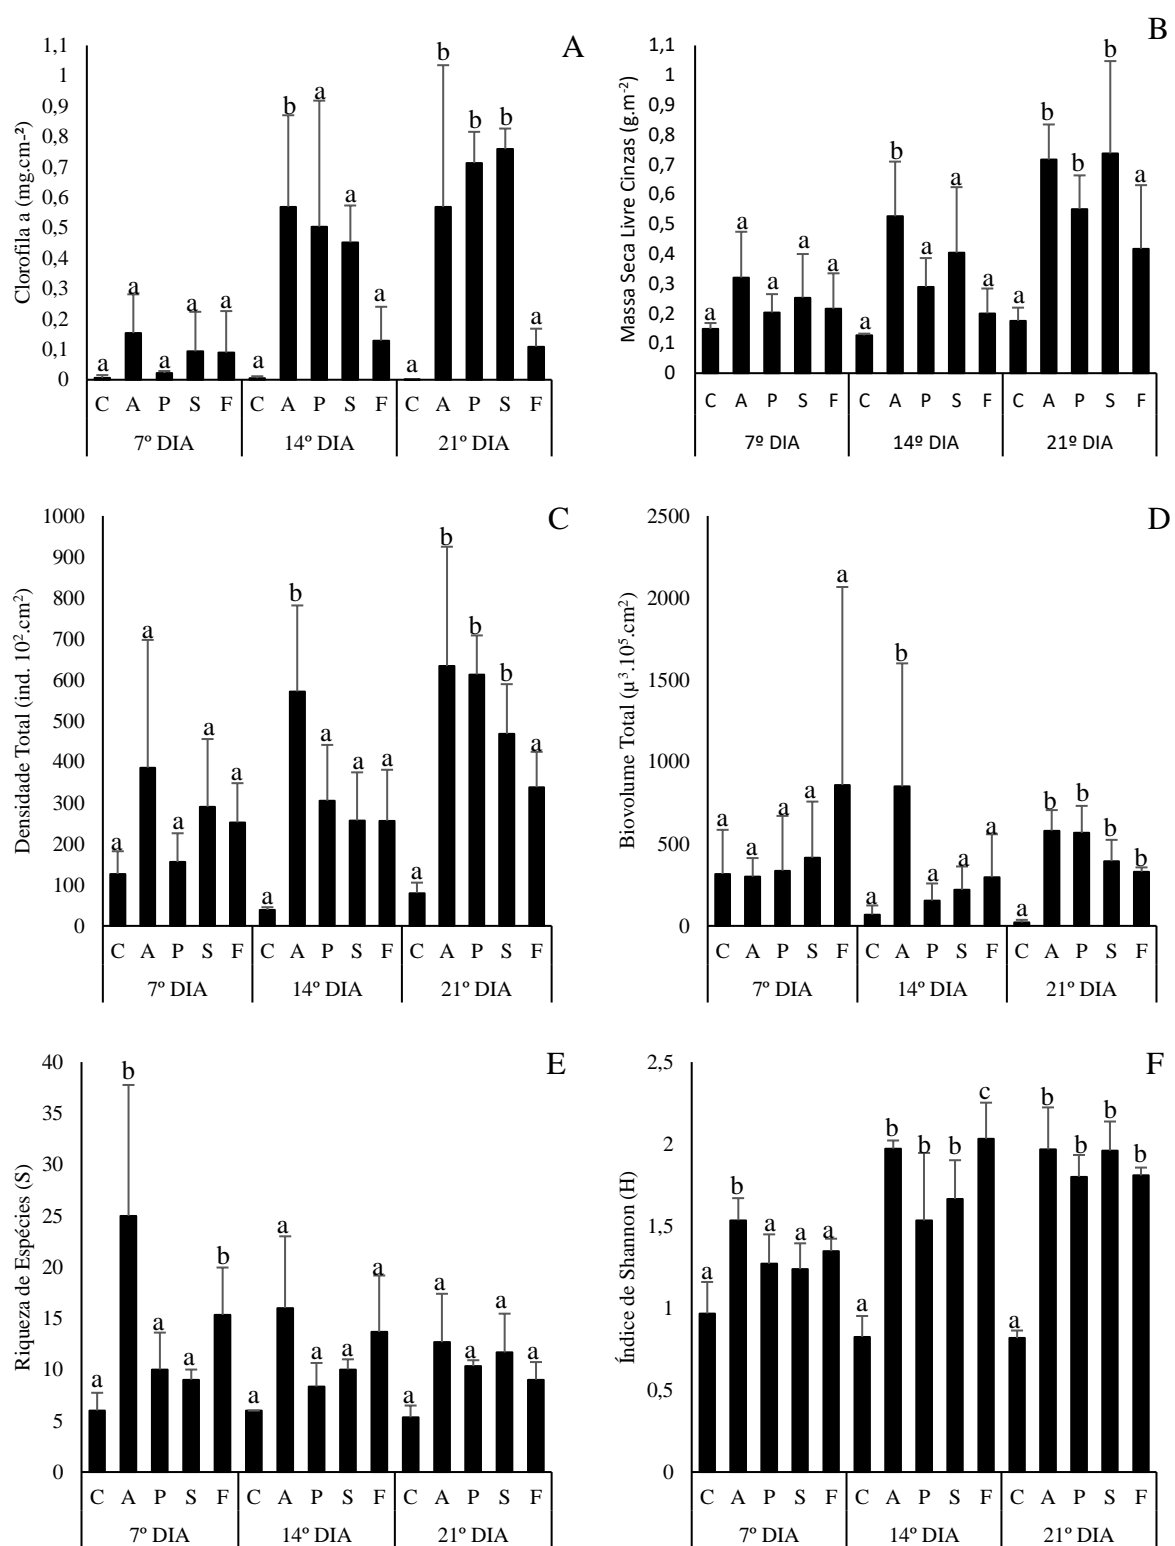 A
Clorofila a (mg.cm-²)
1,1
1
0,9
0,8
0,7
0,6
0,5
0,4
0,3
0,2
0,1
0
a a a a a a b a a a a b b b a
C A P S F C A P S F C A P S F
7º DIA 14º DIA 21º DIA
B
Massa Seca Livre Cinzas (g.m-²)
1,1
1
0,9
0,8
0,7
0,6
0,5
0,4
0,3
0,2
0,1
0
a a a a a a b a a a a b b b a
C A P S F C A P S F C A P S F
7º DIA 14º DIA 21º DIA
C
Densidade Total (ind. 10².cm²)
1000
900
800
700
600
500
400
300
200
100
0
a a a a a a b a a a a b b b a
C A P S F C A P S F C A P S F
7º DIA 14º DIA 21º DIA
D
Biovolume Total (µ³.10⁵.cm²)
2500
2000
1500
1000
500
0
a a a a a a b a a a a b b b b
C A P S F C A P S F C A P S F
7º DIA 14º DIA 21º DIA
E
Riqueza de Espécies (S)
40
35
30
25
20
15
10
5
0
a b a a b a a a a a a a a a a
C A P S F C A P S F C A P S F
7º DIA 14º DIA 21º DIA
F
Índice de Shannon (H)
2,5
2
1,5
1
0,5
0
a b a a a a b b b c a b b b b
C A P S F C A P S F C A P S F
7º DIA 14º DIA 21º DIA